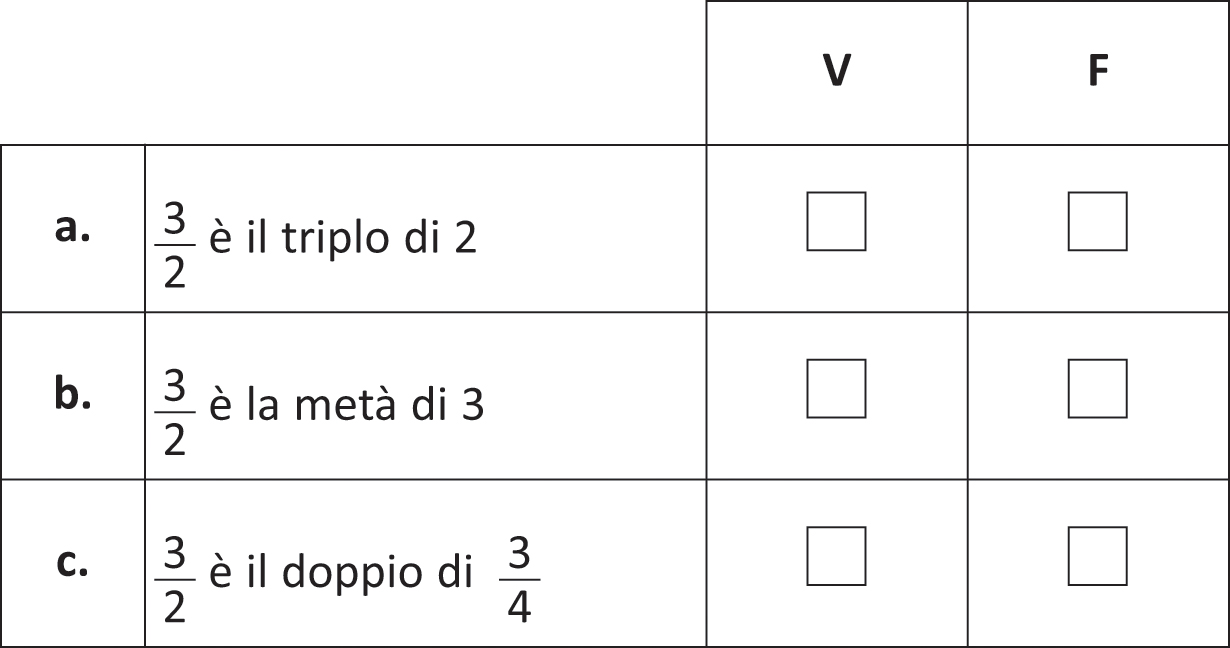 V F
a. 3/2 è il triplo di 2
b. 3/2 è la metà di 3
c. 3/2 è il doppio di 3/4